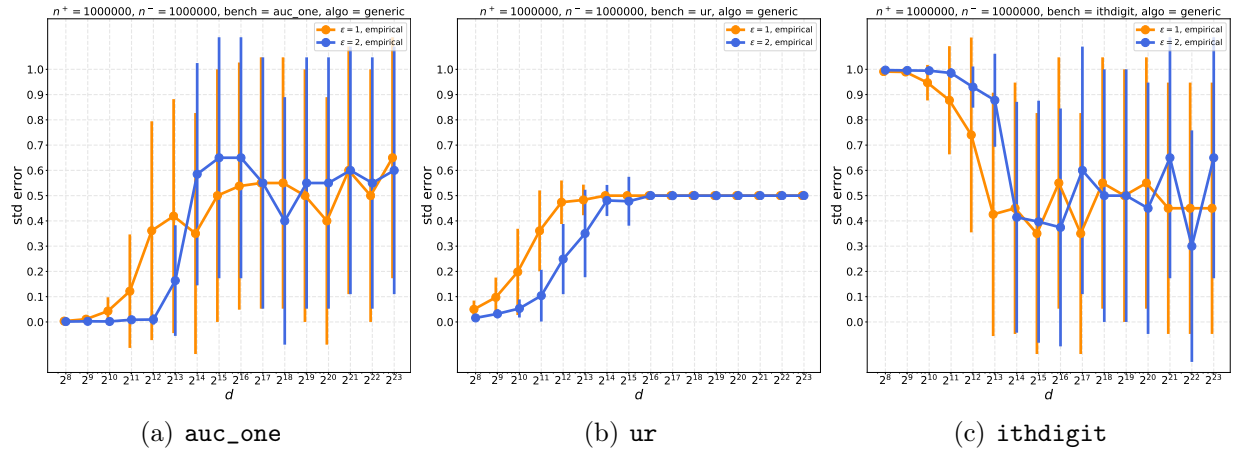 n⁺ = 1000000, n⁻ = 1000000, bench = auc_one, algo = generic
ε = 1, empirical
ε = 2, empirical
1.0
0.9
0.8
0.7
0.6
0.5
0.4
0.3
0.2
0.1
0.0
std error
2⁸ 2⁹ 2¹⁰ 2¹¹ 2¹² 2¹³ 2¹⁴ 2¹⁵ 2¹⁶ 2¹⁷ 2¹⁸ 2¹⁹ 2²⁰ 2²¹ 2²² 2²³
d
(a) auc_one
n⁺ = 1000000, n⁻ = 1000000, bench = ur, algo = generic
ε = 1, empirical
ε = 2, empirical
1.0
0.9
0.8
0.7
0.6
0.5
0.4
0.3
0.2
0.1
0.0
std error
2⁸ 2⁹ 2¹⁰ 2¹¹ 2¹² 2¹³ 2¹⁴ 2¹⁵ 2¹⁶ 2¹⁷ 2¹⁸ 2¹⁹ 2²⁰ 2²¹ 2²² 2²³
d
(b) ur
n⁺ = 1000000, n⁻ = 1000000, bench = ithdigit, algo = generic
ε = 1, empirical
ε = 2, empirical
1.0
0.9
0.8
0.7
0.6
0.5
0.4
0.3
0.2
0.1
0.0
std error
2⁸ 2⁹ 2¹⁰ 2¹¹ 2¹² 2¹³ 2¹⁴ 2¹⁵ 2¹⁶ 2¹⁷ 2¹⁸ 2¹⁹ 2²⁰ 2²¹ 2²² 2²³
d
(c) ithdigit